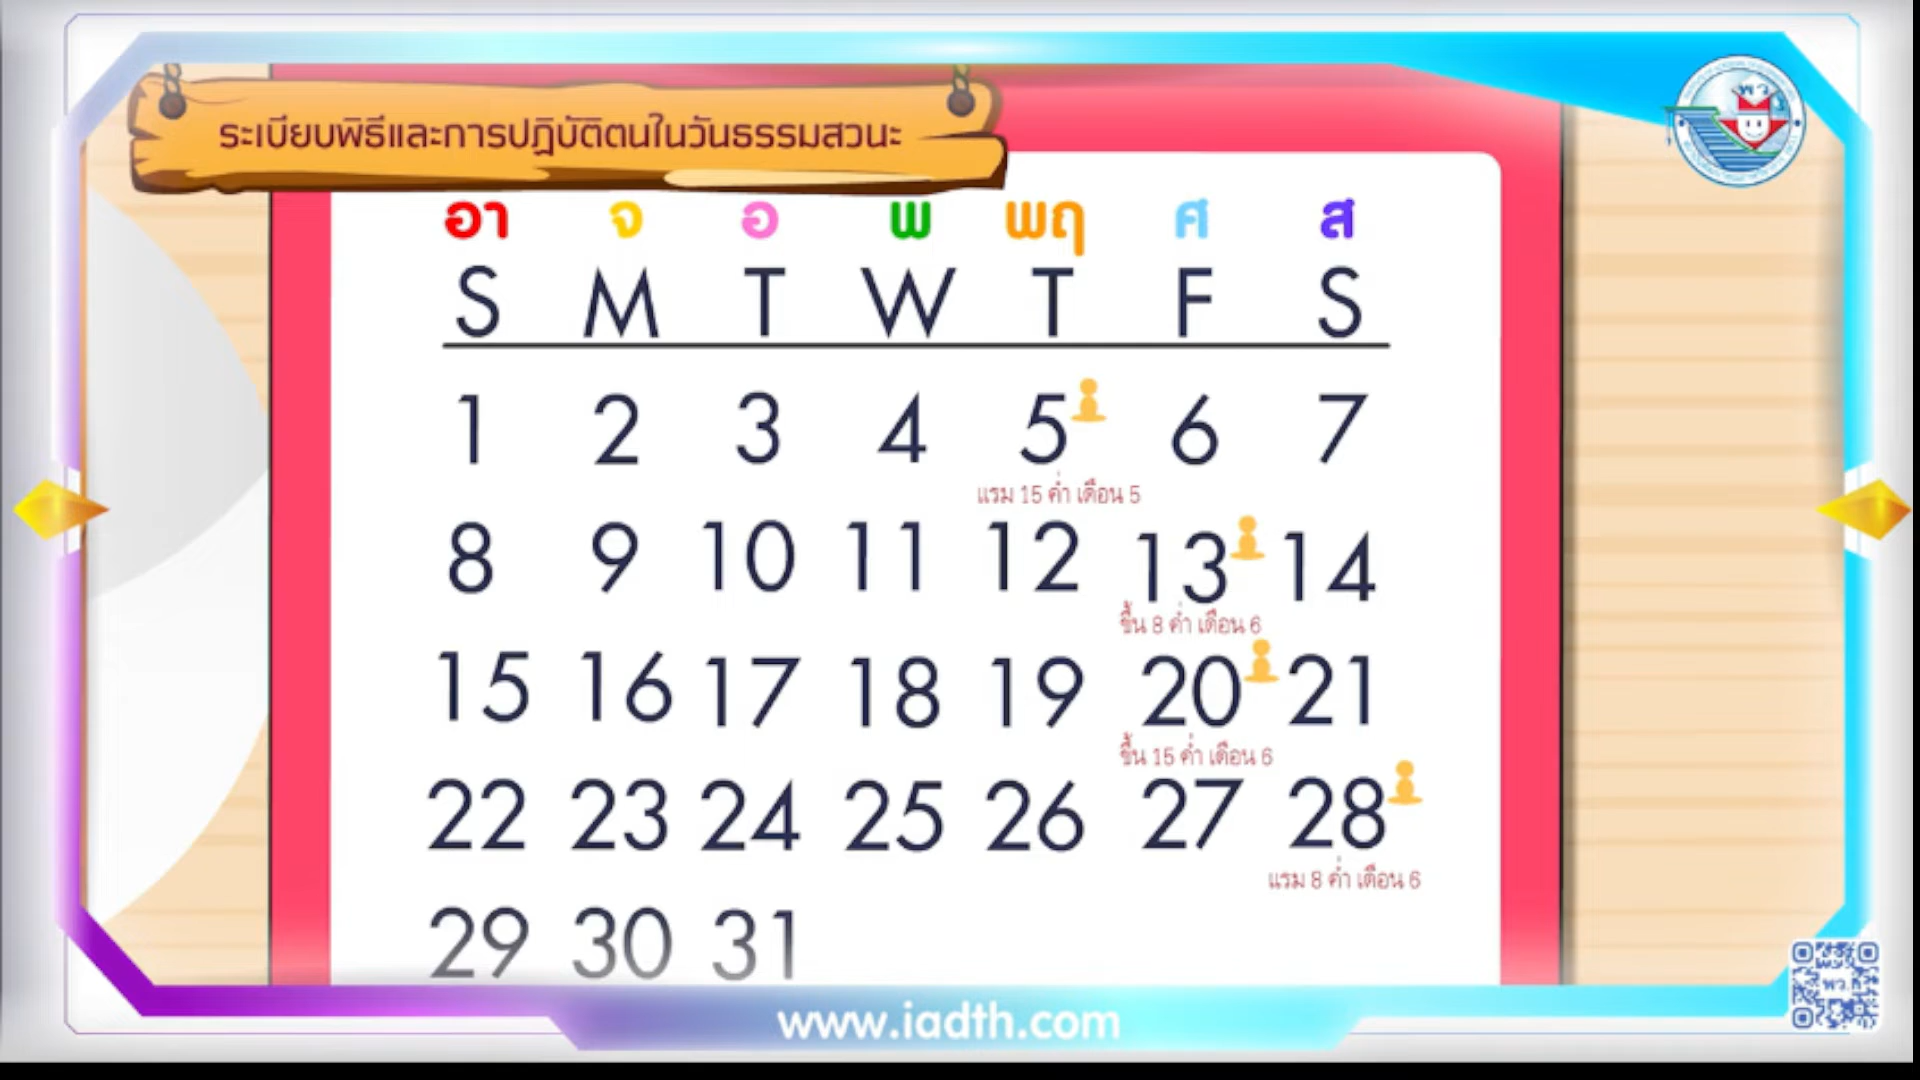 ระเบียบพิธีและการปฏิบัติตนในวันธรรมสวนะ
อา จ อ พ พฤ ศ ส
S M T W T F S
1 2 3 4 5 6 7
แรม 15 ค่ำ เดือน 5
8 9 10 11 12 13 14
ขึ้น 8 ค่ำ เดือน 6
15 16 17 18 19 20 21
ขึ้น 15 ค่ำ เดือน 6
22 23 24 25 26 27 28
แรม 8 ค่ำ เดือน 6
29 30 31
www.iadth.com